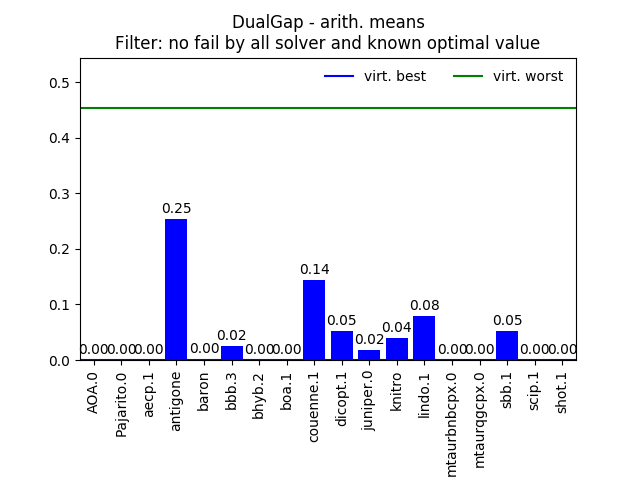 DualGap - arith. means
Filter: no fail by all solver and known optimal value
virt. best
virt. worst
0.5
0.4
0.3
0.2
0.1
0.0
0.00
0.00
0.00
0.25
0.00
0.02
0.00
0.00
0.14
0.05
0.02
0.04
0.08
0.00
0.00
0.05
0.00
0.00
AOA.0
Pajarito.0
aecp.1
antigone
baron
bbb.3
bhyb.2
boa.1
couenne.1
dicopt.1
juniper.0
knitro
lindo.1
mtaurbnbcpx.0
mtaurqgcpx.0
sbb.1
scip.1
shot.1